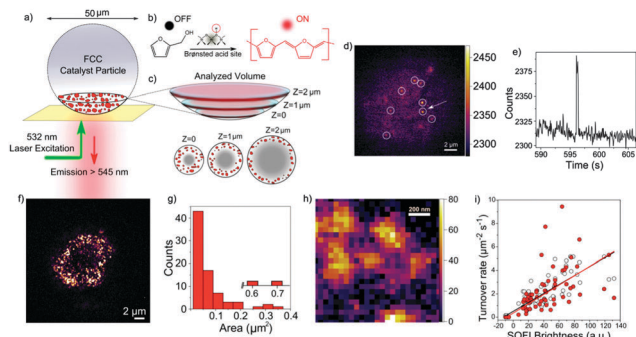 a)
50 μm
FCC
Catalyst Particle
532 nm
Laser Excitation
Emission > 545 nm
b)
OFF
OH
Brønsted acid site
ON
c)
Analyzed Volume
Z=2 μm
Z=1 μm
Z=0
Z=0
Z=1 μm
Z=2 μm
d)
2 μm
2450
2400
2350
2300
e)
Counts
2375
2350
2325
2300
590
595
600
605
Time (s)
f)
2 μm
g)
Counts
40
30
20
10
0
0.6
0.7
0.1
0.2
0.3
0.4
Area (μm²)
h)
200 nm
80
60
40
20
0
i)
Turnover rate (μm⁻² s⁻¹)
10
8
6
4
2
0
-20
0
20
40
60
80
100
120
140
SOFI Brightness (a.u.)